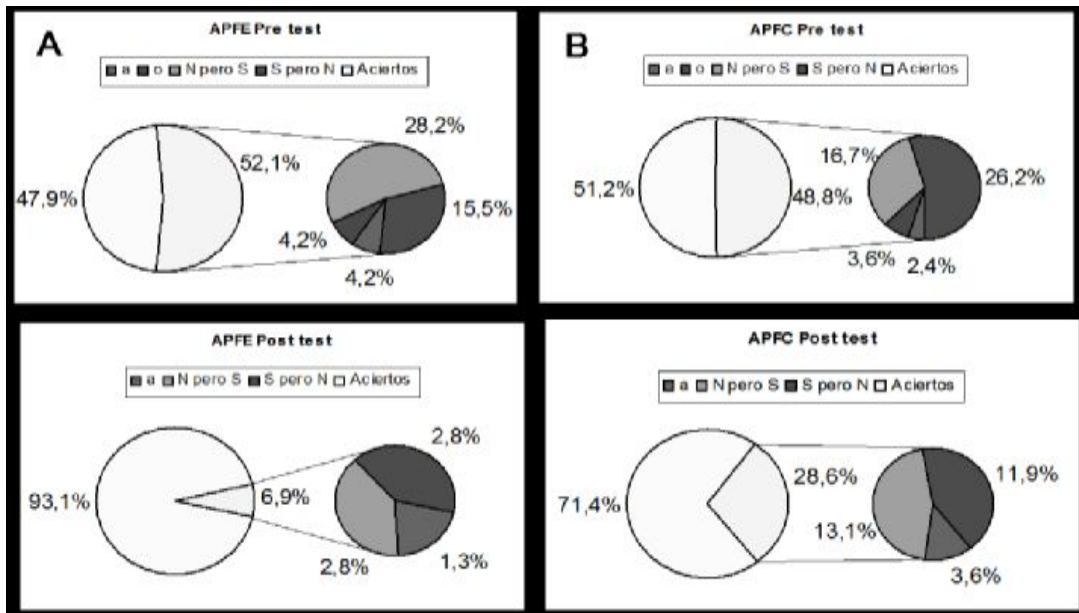 A
APFE Pre test
a o N pero S S pero N Aciertos
28,2%
52,1%
47,9%
15,5%
4,2%
4,2%
B
APFC Pre test
a o N pero S S pero N Aciertos
16,7%
26,2%
51,2%
48,8%
3,6%
2,4%
APFE Post test
a N pero S S pero N Aciertos
2,8%
93,1%
6,9%
2,8%
1,3%
APFC Post test
a N pero S S pero N Aciertos
28,6%
11,9%
71,4%
13,1%
3,6%